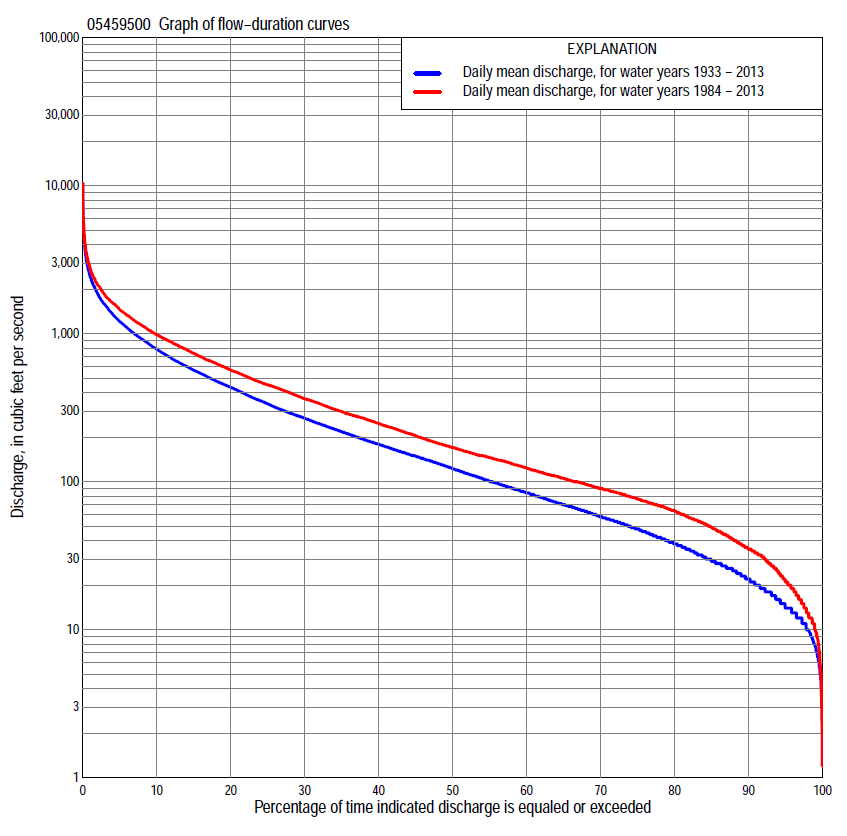 05459500 Graph of flow−duration curves
EXPLANATION
Daily mean discharge, for water years 1933 − 2013
Daily mean discharge, for water years 1984 − 2013
Discharge, in cubic feet per second
100,000
30,000
10,000
3,000
1,000
300
100
30
10
3
1
0 10 20 30 40 50 60 70 80 90 100
Percentage of time indicated discharge is equaled or exceeded